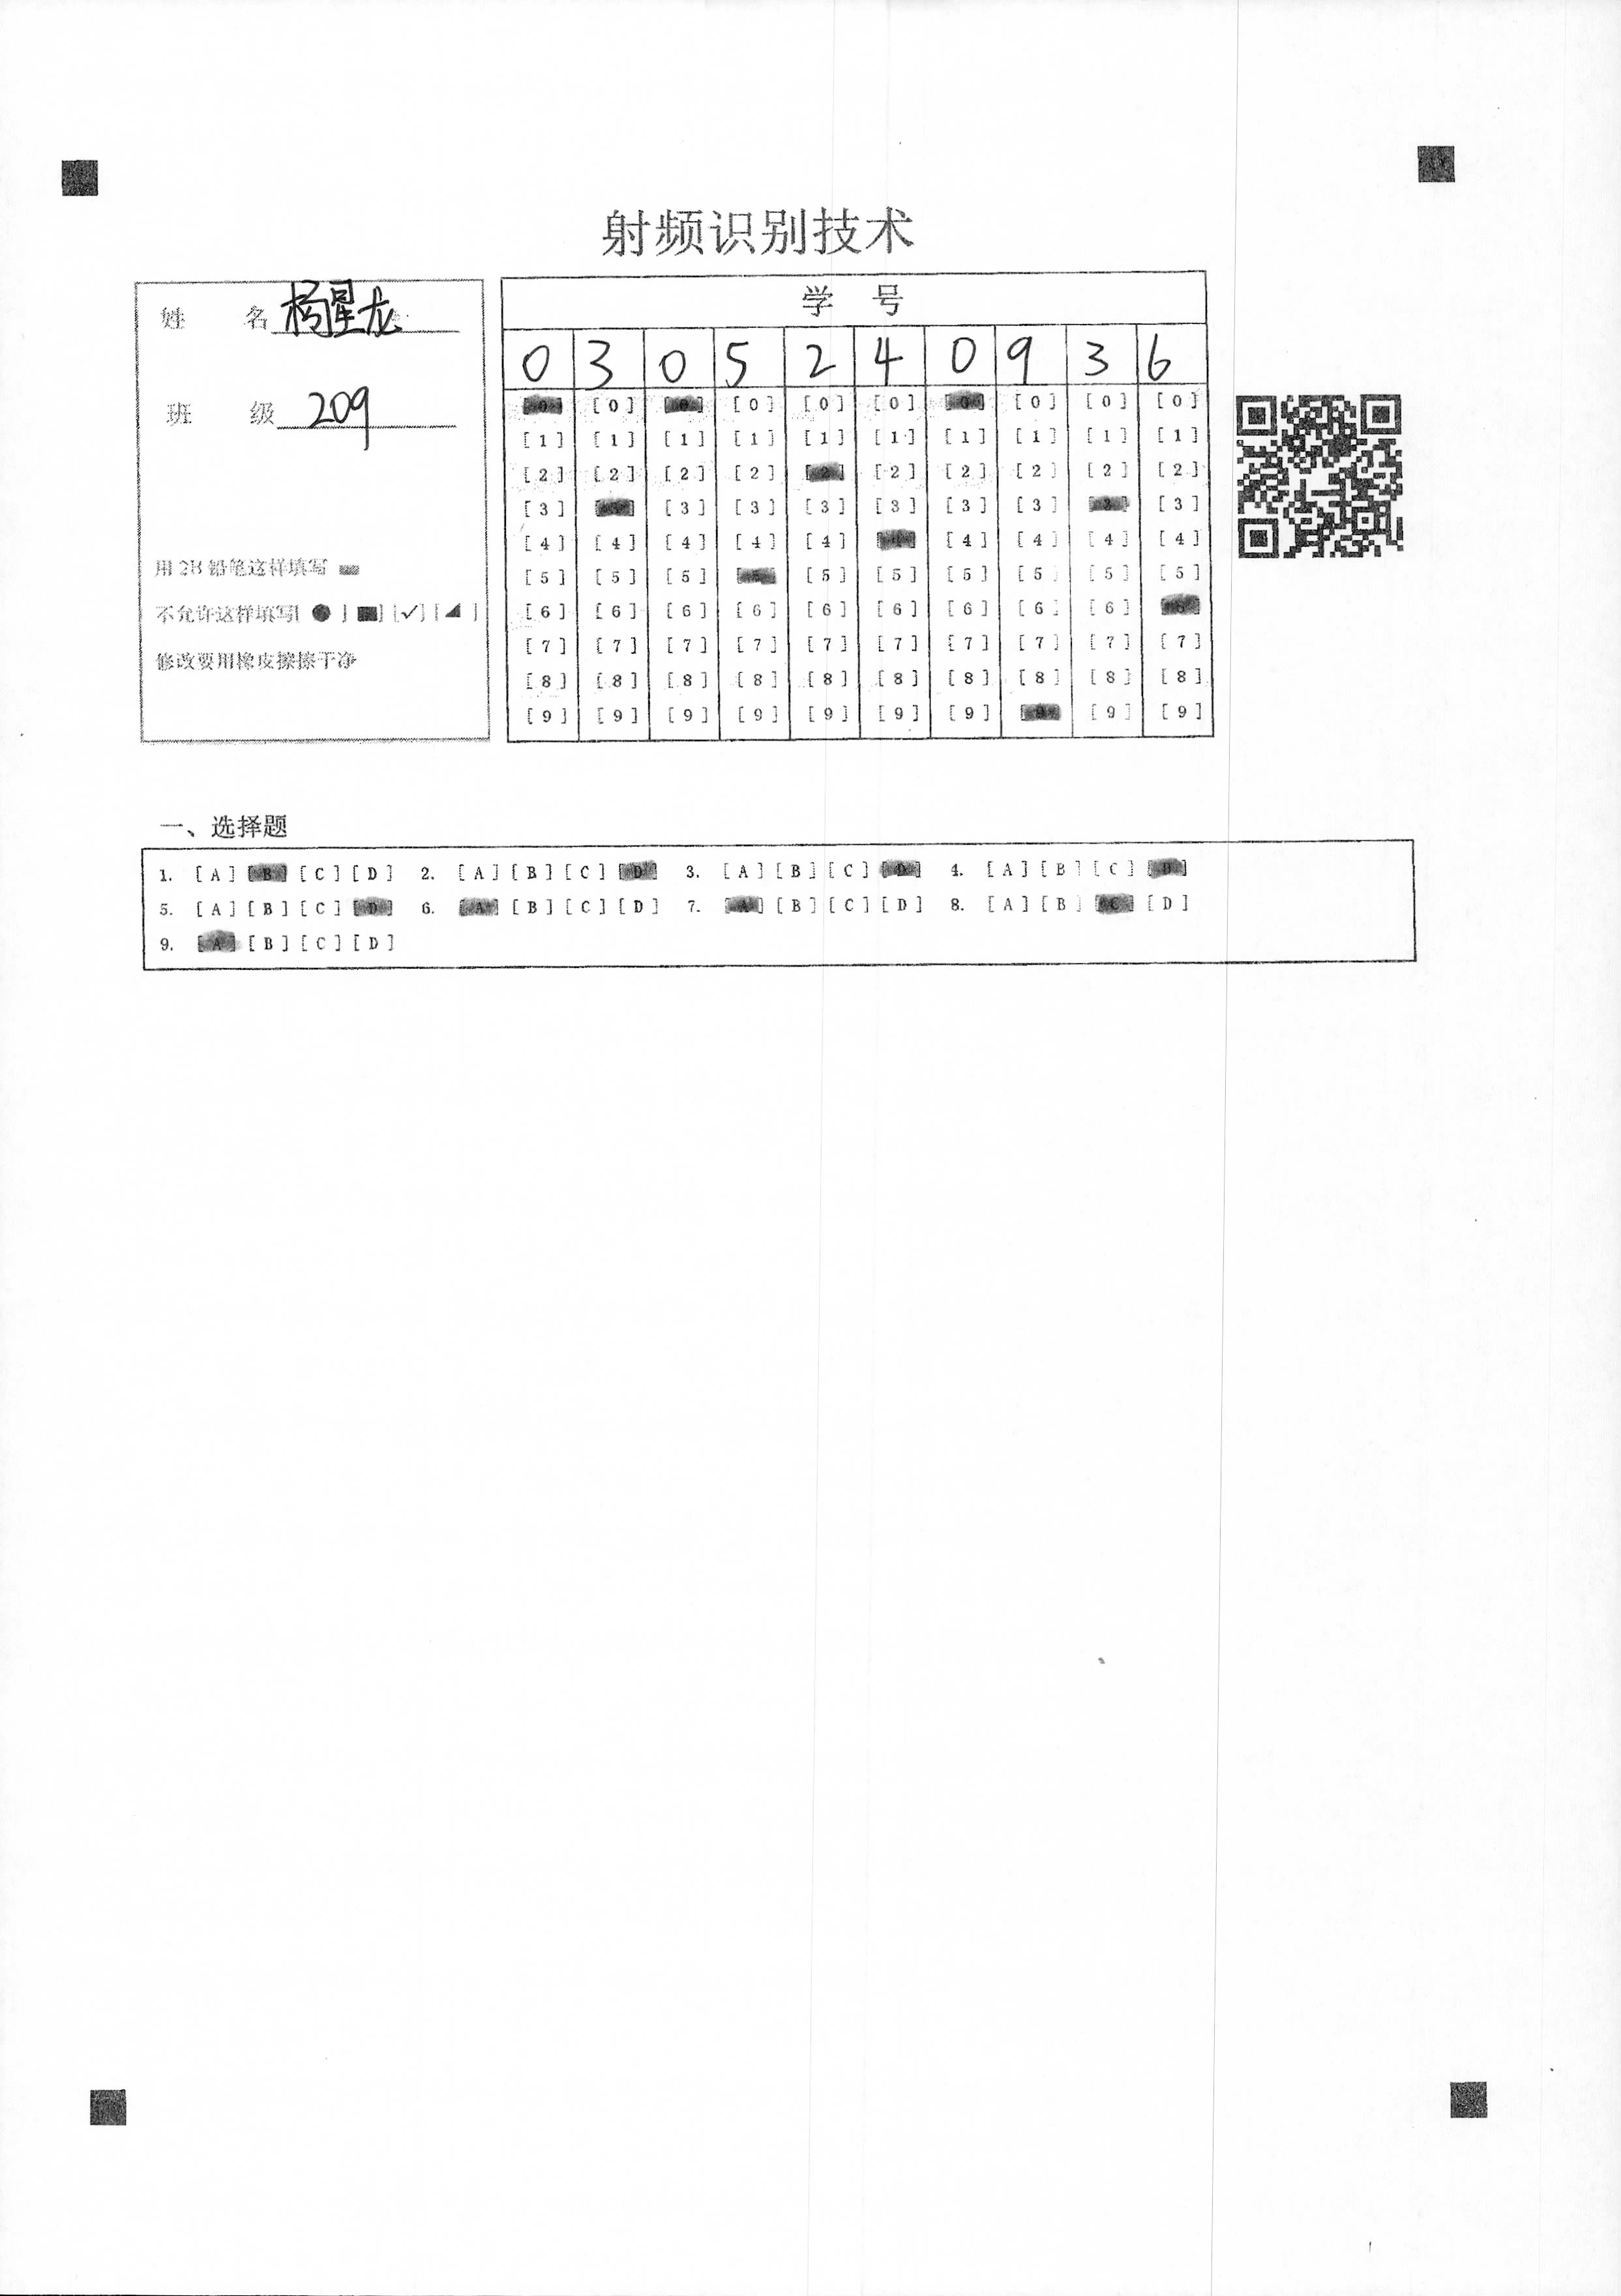 射频识别技术
姓 名 杨星龙
班 级 209
用 2B 铅笔这样填写
不允许这样填写[ ● ] [■] [✓] [◢ ]
修改要用橡皮擦擦干净
学 号
0 3 0 5 2 4 0 9 3 6
[0] [0] [0] [0] [0] [0] [0] [0] [0] [0]
[1] [1] [1] [1] [1] [1] [1] [1] [1] [1]
[2] [2] [2] [2] [2] [2] [2] [2] [2] [2]
[3] [3] [3] [3] [3] [3] [3] [3] [3] [3]
[4] [4] [4] [4] [4] [4] [4] [4] [4] [4]
[5] [5] [5] [5] [5] [5] [5] [5] [5] [5]
[6] [6] [6] [6] [6] [6] [6] [6] [6] [6]
[7] [7] [7] [7] [7] [7] [7] [7] [7] [7]
[8] [8] [8] [8] [8] [8] [8] [8] [8] [8]
[9] [9] [9] [9] [9] [9] [9] [9] [9] [9]
一、选择题
1. [A] [B] [C] [D] 2. [A] [B] [C] [D] 3. [A] [B] [C] [D] 4. [A] [B] [C] [D]
5. [A] [B] [C] [D] 6. [A] [B] [C] [D] 7. [A] [B] [C] [D] 8. [A] [B] [C] [D]
9. [A] [B] [C] [D]